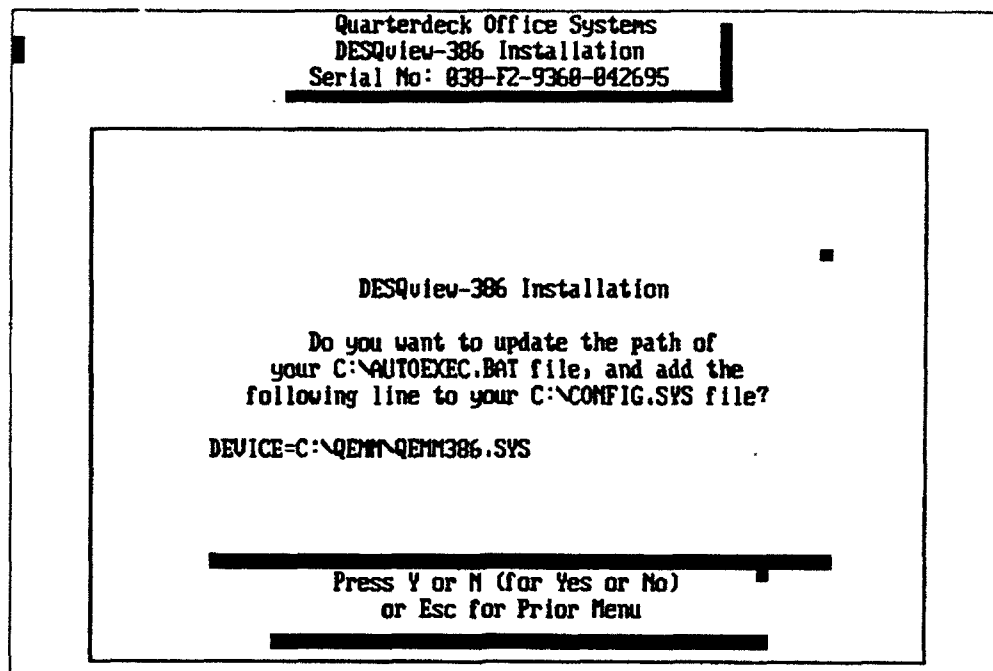 Quarterdeck Office Systems
DESQview-386 Installation
Serial No: 038-F2-9360-042695
DESQview-386 Installation
Do you want to update the path of
your C:\AUTOEXEC.BAT file, and add the
following line to your C:\CONFIG.SYS file?
DEVICE=C:\QEMM\QEMM386.SYS
Press Y or N (for Yes or No)
or Esc for Prior Menu